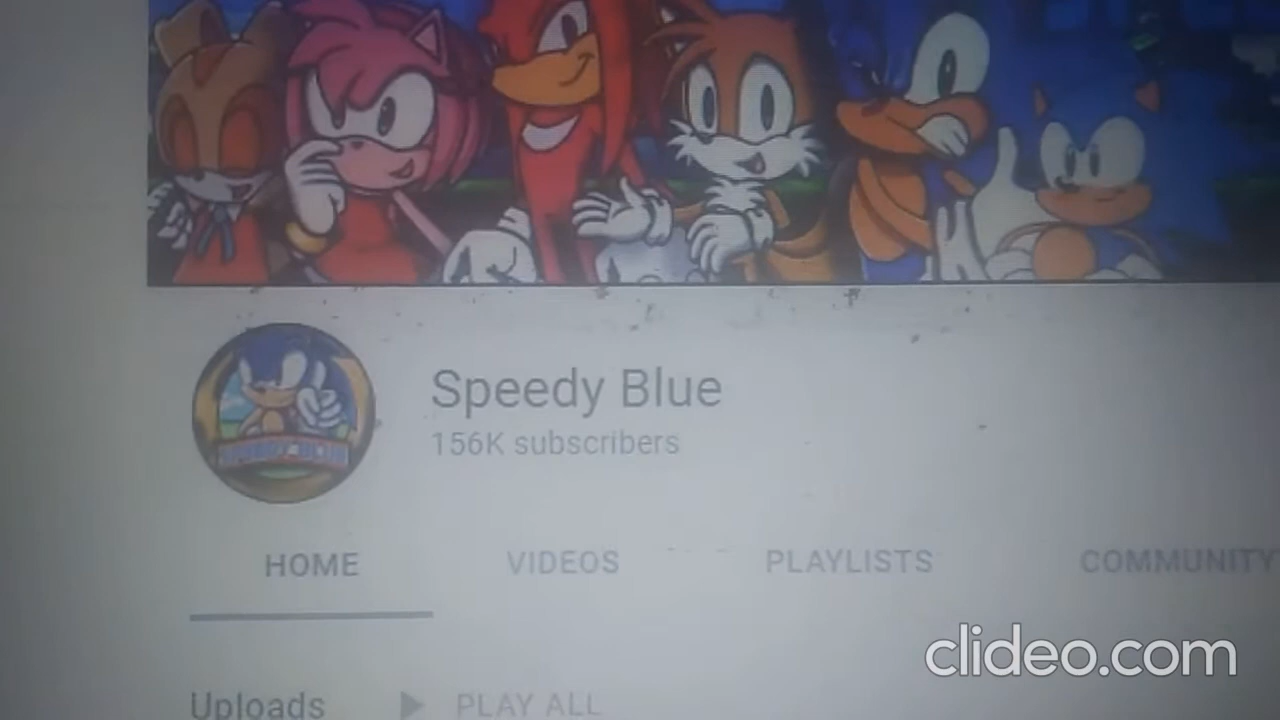 Speedy Blue
156K subscribers
HOME VIDEOS PLAYLISTS COMMUNITY
Uploads PLAY ALL
clideo.com